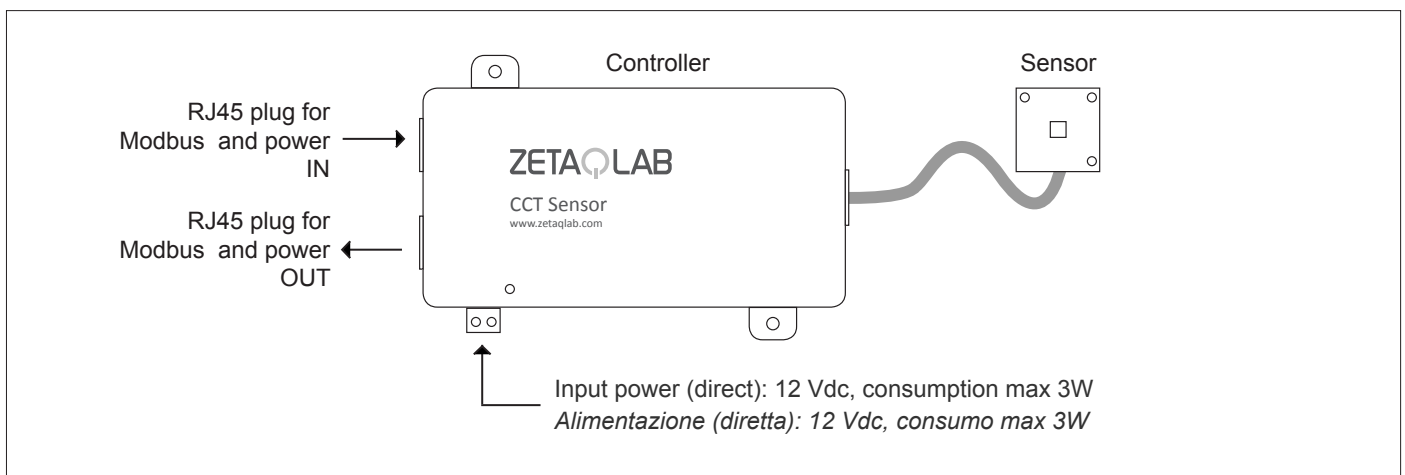 Controller
Sensor
RJ45 plug for
Modbus and power
IN
ZETAQLAB
CCT Sensor
www.zetaqlab.com
RJ45 plug for
Modbus and power
OUT
Input power (direct): 12 Vdc, consumption max 3W
Alimentazione (diretta): 12 Vdc, consumo max 3W